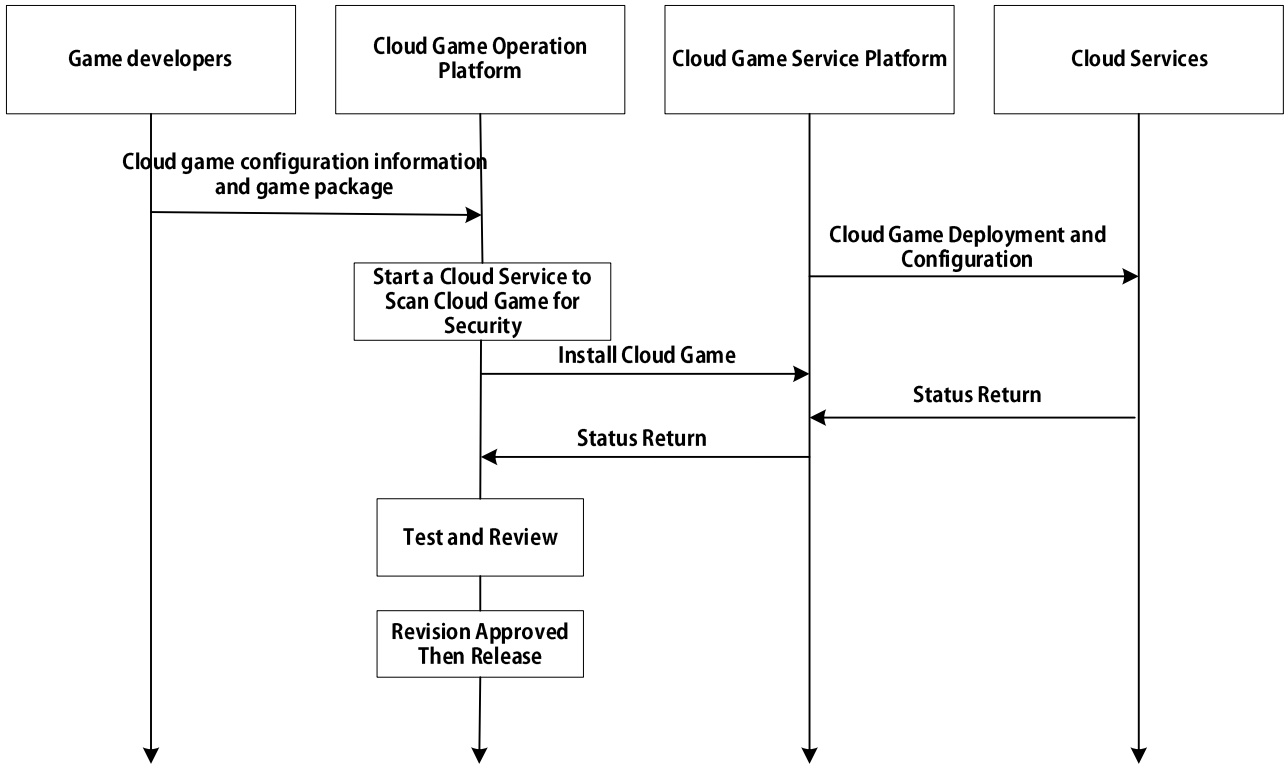 Game developers
Cloud Game Operation
Platform
Cloud Game Service Platform
Cloud Services
Cloud game configuration information
and game package
Cloud Game Deployment and
Configuration
Start a Cloud Service to
Scan Cloud Game for
Security
Install Cloud Game
Status Return
Status Return
Test and Review
Revision Approved
Then Release